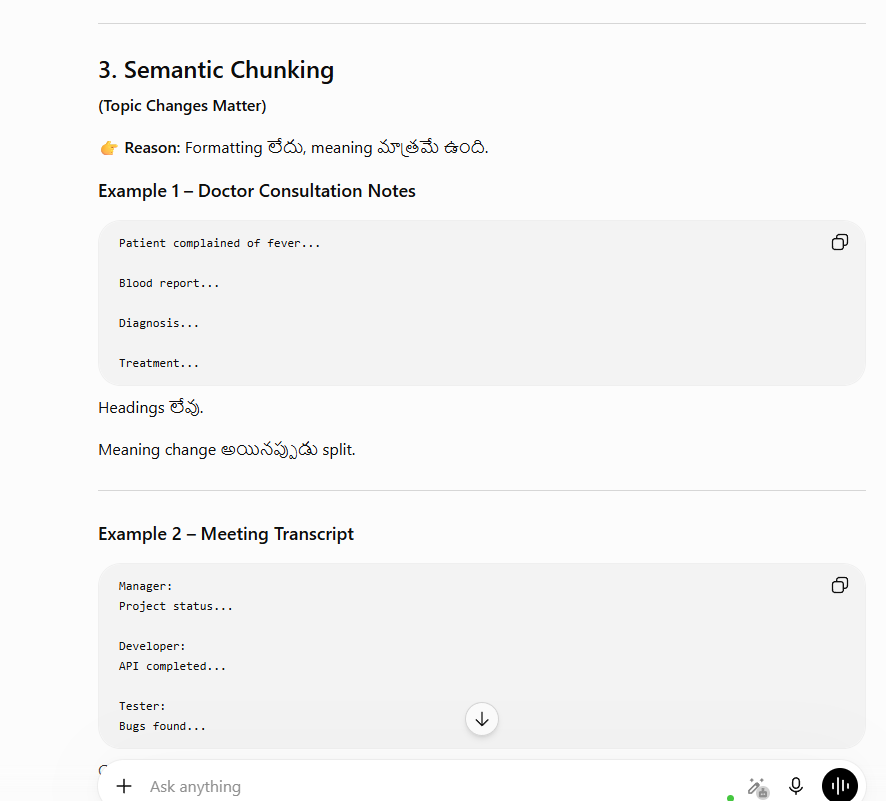 3. Semantic Chunking
(Topic Changes Matter)
👉 Reason: Formatting లేదు, meaning మాత్రమే ఉంది.
Example 1 – Doctor Consultation Notes
Patient complained of fever...
Blood report...
Diagnosis...
Treatment...
Headings లేవు.
Meaning change అయినప్పుడు split.
Example 2 – Meeting Transcript
Manager:
Project status...
Developer:
API completed...
Tester:
Bugs found...
Ask anything